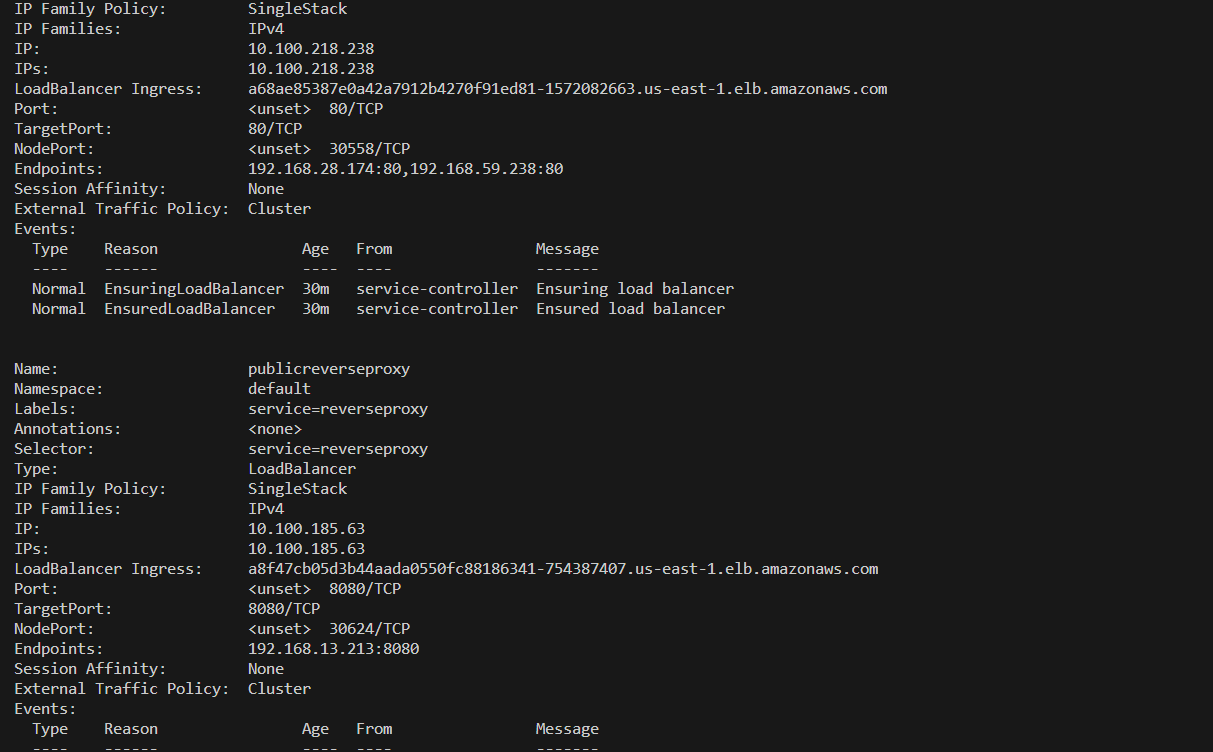 IP Family Policy:         SingleStack
IP Families:              IPv4
IP:                       10.100.218.238
IPs:                      10.100.218.238
LoadBalancer Ingress:     a68ae85387e0a42a7912b4270f91ed81-1572082663.us-east-1.elb.amazonaws.com
Port:                     <unset>  80/TCP
TargetPort:               80/TCP
NodePort:                 <unset>  30558/TCP
Endpoints:                192.168.28.174:80,192.168.59.238:80
Session Affinity:         None
External Traffic Policy:  Cluster
Events:
  Type    Reason                Age   From                Message
  ----    ------                ----  ----                -------
  Normal  EnsuringLoadBalancer  30m   service-controller  Ensuring load balancer
  Normal  EnsuredLoadBalancer   30m   service-controller  Ensured load balancer
Name:                     publicreverseproxy
Namespace:                default
Labels:                   service=reverseproxy
Annotations:              <none>
Selector:                 service=reverseproxy
Type:                     LoadBalancer
IP Family Policy:         SingleStack
IP Families:              IPv4
IP:                       10.100.185.63
IPs:                      10.100.185.63
LoadBalancer Ingress:     a8f47cb05d3b44aada0550fc88186341-754387407.us-east-1.elb.amazonaws.com
Port:                     <unset>  8080/TCP
TargetPort:               8080/TCP
NodePort:                 <unset>  30624/TCP
Endpoints:                192.168.13.213:8080
Session Affinity:         None
External Traffic Policy:  Cluster
Events:
  Type    Reason                Age   From                Message
  ----    ------                ----  ----                -------